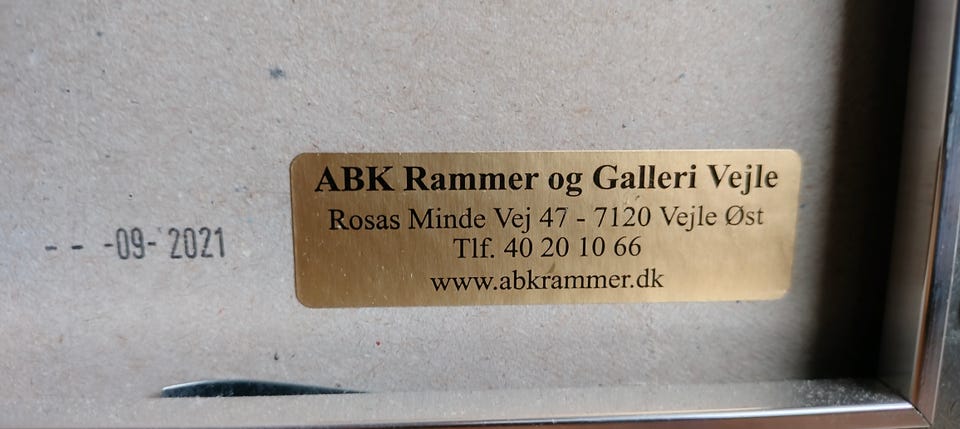 ABK Rammer og Galleri Vejle
Rosas Minde Vej 47 - 7120 Vejle Øst
Tlf. 40 20 10 66
www.abkrammer.dk
- - -09- 2021